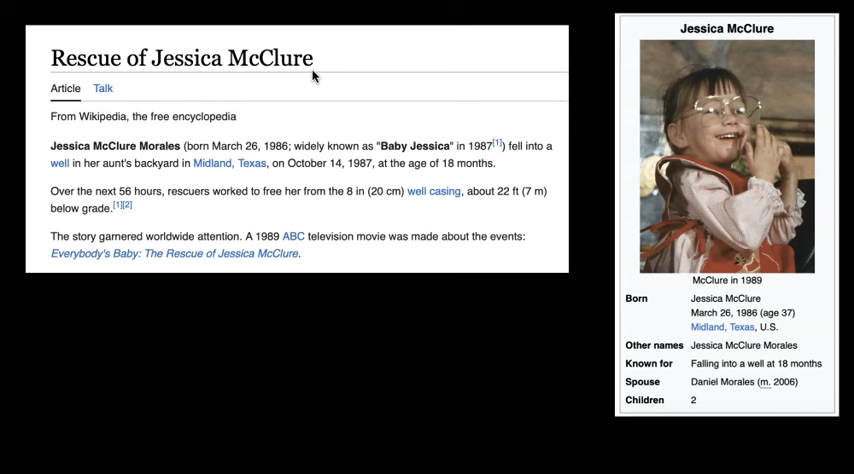 Rescue of Jessica McClure
Article Talk
From Wikipedia, the free encyclopedia
Jessica McClure Morales (born March 26, 1986; widely known as "Baby Jessica" in 1987[1]) fell into a
well in her aunt's backyard in Midland, Texas, on October 14, 1987, at the age of 18 months.
Over the next 56 hours, rescuers worked to free her from the 8 in (20 cm) well casing, about 22 ft (7 m)
below grade.[1][2]
The story garnered worldwide attention. A 1989 ABC television movie was made about the events:
Everybody's Baby: The Rescue of Jessica McClure.
Jessica McClure
McClure in 1989
Born Jessica McClure
March 26, 1986 (age 37)
Midland, Texas, U.S.
Other names Jessica McClure Morales
Known for Falling into a well at 18 months
Spouse Daniel Morales (m. 2006)
Children 2